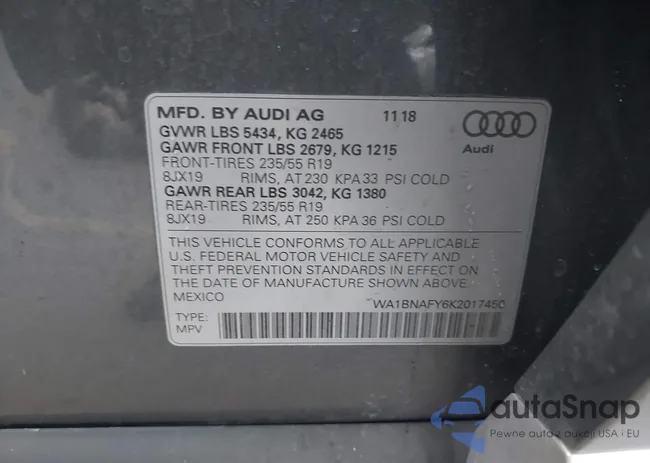 MFD. BY AUDI AG 11 18
GVWR LBS 5434, KG 2465
GAWR FRONT LBS 2679, KG 1215
FRONT-TIRES 235/55 R19
8JX19 RIMS, AT 230 KPA 33 PSI COLD
GAWR REAR LBS 3042, KG 1380
REAR-TIRES 235/55 R19
8JX19 RIMS, AT 250 KPA 36 PSI COLD
Audi
THIS VEHICLE CONFORMS TO ALL APPLICABLE
U.S. FEDERAL MOTOR VEHICLE SAFETY AND
THEFT PREVENTION STANDARDS IN EFFECT ON
THE DATE OF MANUFACTURE SHOWN ABOVE
MEXICO WA1BNAFY6K2017450
TYPE:
MPV
autoSnap
Pewne auto z aukcji USA i EU